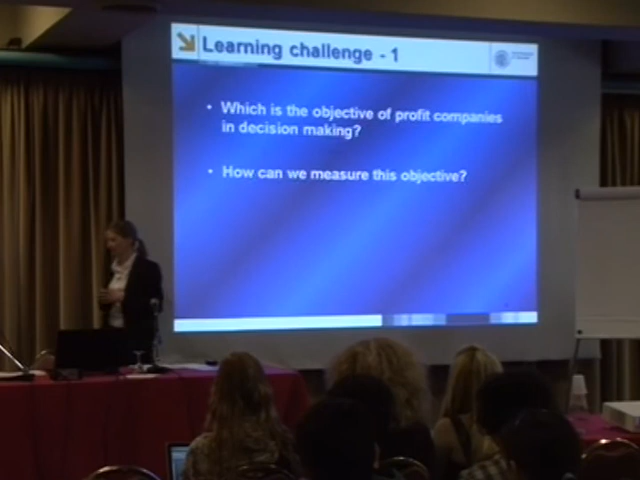 Learning challenge - 1
• Which is the objective of profit companies
in decision making?
• How can we measure this objective?